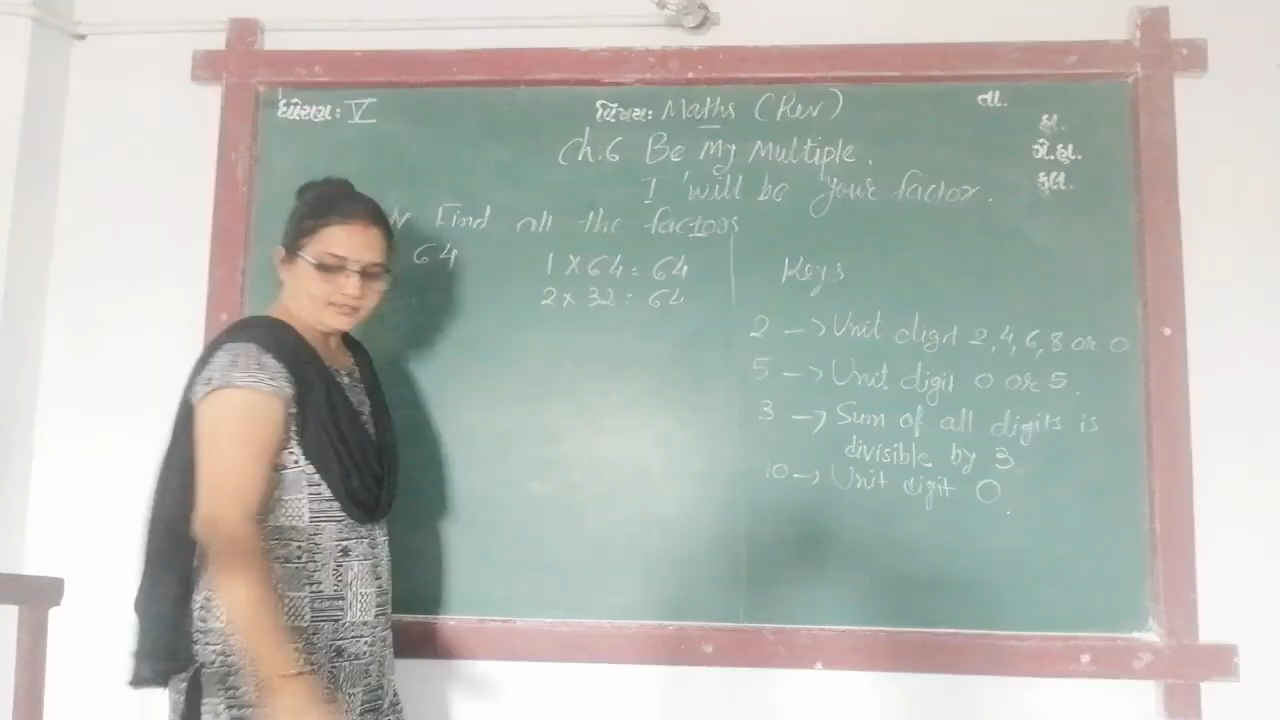 ધોરણ: V
વિષય: Maths (Rev)
તા.
હા.
ગે.હા.
કુલ.
Ch.6 Be My Multiple.
I 'will be your factor.
Find all the factors
64
1 X 64 = 64
2 x 32 = 64
Keys
2 -> Unit digit 2, 4, 6, 8 or 0
5 -> Unit digit 0 or 5.
3 -> Sum of all digits is
divisible by 3
10 -> Unit digit 0.